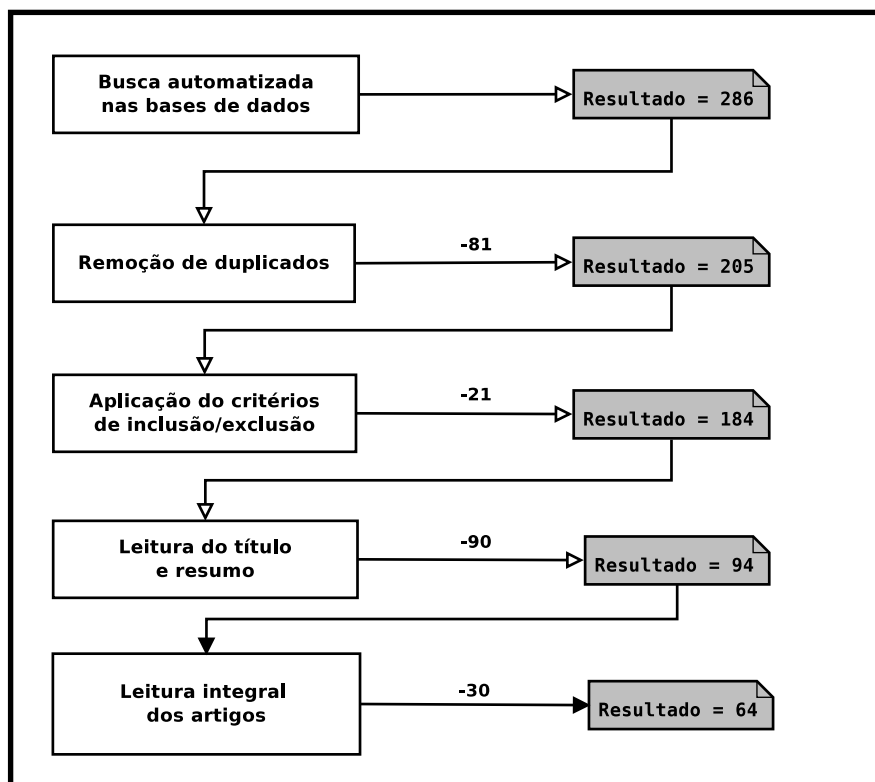 Busca automatizada
nas bases de dados
Resultado = 286
Remoção de duplicados
-81
Resultado = 205
Aplicação do critérios
de inclusão/exclusão
-21
Resultado = 184
Leitura do título
e resumo
-90
Resultado = 94
Leitura integral
dos artigos
-30
Resultado = 64